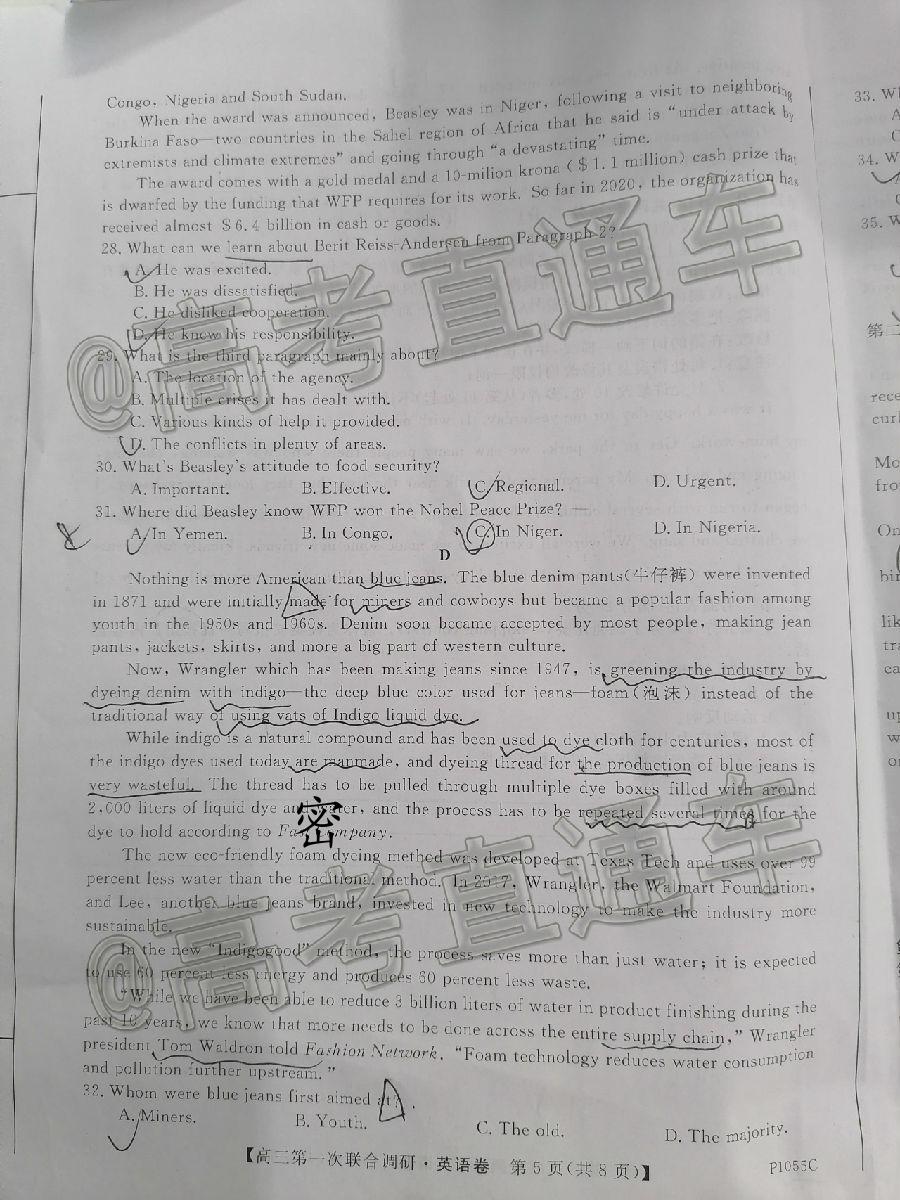 Congo, Nigeria and South Sudan.
When the award was announced, Beasley was in Niger, following a visit to neighboring
Burkina Faso—two countries in the Sahel region of Africa that he said is “under attack by
extremists and climate extremes” and going through “a devastating” time.
The award comes with a gold medal and a 10-milion krona ($1.1 million) cash prize that
is dwarfed by the funding that WFP requires for its work. So far in 2020, the organization has
received almost $6.4 billion in cash or goods.
28. What can we learn about Berit Reiss-Andersen from Paragraph 2?
A. He was excited.
B. He was dissatisfied.
C. He disliked cooperation.
D. He knew his responsibility.
29. What is the third paragraph mainly about?
A. The location of the agency.
B. Multiple crises it has dealt with.
C. Various kinds of help it provided.
D. The conflicts in plenty of areas.
30. What's Beasley's attitude to food security?
A. Important. B. Effective. C. Regional. D. Urgent.
31. Where did Beasley know WFP won the Nobel Peace Prize?
A. In Yemen. B. In Congo. C. In Niger. D. In Nigeria.
D
Nothing is more American than blue jeans. The blue denim pants(牛仔裤) were invented
in 1871 and were initially made for miners and cowboys but became a popular fashion among
youth in the 1950s and 1960s. Denim soon became accepted by most people, making jean
pants, jackets, skirts, and more a big part of western culture.
Now, Wrangler which has been making jeans since 1947, is greening the industry by
dyeing denim with indigo—the deep blue color used for jeans—foam(泡沫) instead of the
traditional way of using vats of Indigo liquid dye.
While indigo is a natural compound and has been used to dye cloth for centuries, most of
the indigo dyes used today are manmade, and dyeing thread for the production of blue jeans is
very wasteful. The thread has to be pulled through multiple dye boxes filled with around
2,000 liters of liquid dye and water, and the process has to be repeated several times for the
dye to hold according to Fast Company.
密
The new eco-friendly foam dyeing method was developed at Texas Tech and uses over 99
percent less water than the traditional method. In 2017, Wrangler, the Walmart Foundation,
and Lee, another blue jeans brand, invested in new technology to make the industry more
sustainable.
In the new “Indigogood” method, the process saves more than just water; it is expected
to use 60 percent less energy and produces 60 percent less waste.
“While we have been able to reduce 3 billion liters of water in product finishing during the
past 10 years, we know that more needs to be done across the entire supply chain,” Wrangler
president Tom Waldron told Fashion Network. “Foam technology reduces water consumption
and pollution further upstream.”
32. Whom were blue jeans first aimed at?
A. Miners. B. Youth. C. The old. D. The majority.
【高三第一次联合调研·英语卷 第5页(共8页)】 P1055C
@高考直通车
@高考直通车
33. W
A
C
34. W
35. W
第二
rece
curl
Mo
fro
On
bir
lik
tra
ca
up
w
o